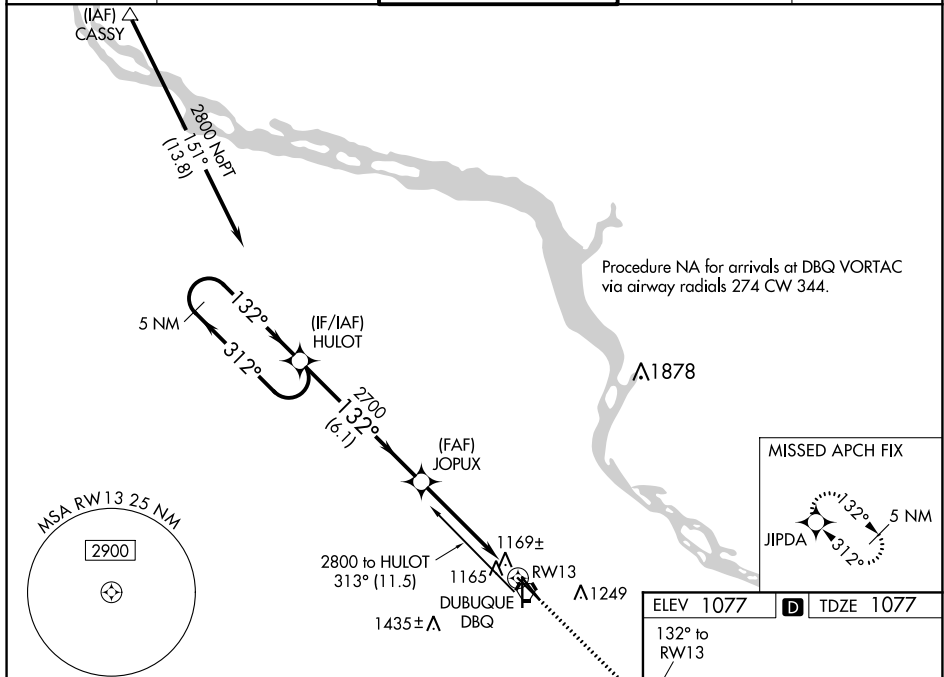 (IAF)
CASSY
2800 NoPT
151°
(13.8)
Procedure NA for arrivals at DBQ VORTAC
via airway radials 274 CW 344.
132°
5 NM
312°
(IF/IAF)
HULOT
1878
2700
132°
(6.1)
(FAF)
JOPUX
MISSED APCH FIX
132°
5 NM
JIPDA
312°
MSA RW13 25 NM
2900
2800 to HULOT
313° (11.5)
1169±
1165
RW13
DUBUQUE
DBQ
1249
1435±
ELEV 1077
D
TDZE 1077
132° to
RW13